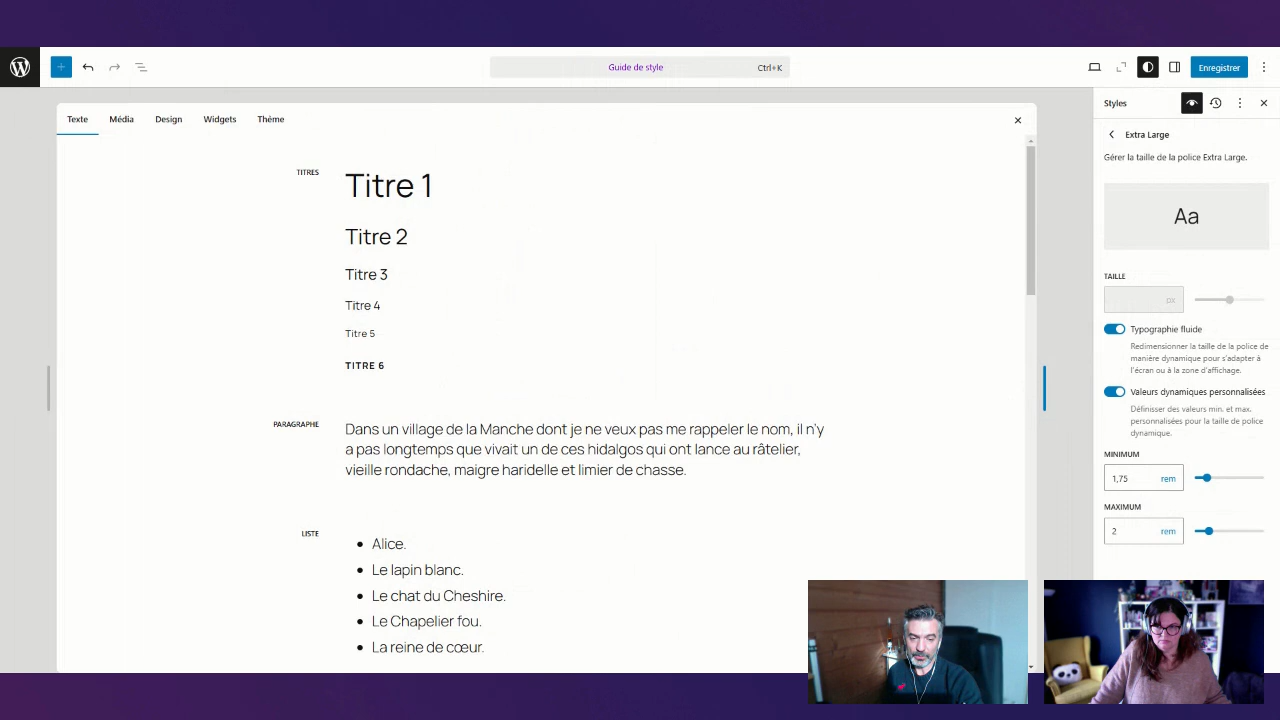 Guide de style
Ctrl+K
Enregistrer
Texte
Média
Design
Widgets
Thème
Styles
Extra Large
Gérer la taille de la police Extra Large.
Aa
TAILLE
px
Typographie fluide
Redimensionner la taille de la police de
manière dynamique pour s'adapter à
l'écran ou à la zone d'affichage.
Valeurs dynamiques personnalisées
Définisser des valeurs min. et max.
personnalisées pour la taille de police
dynamique.
MINIMUM
1,75 rem
MAXIMUM
2 rem
TITRES
Titre 1
Titre 2
Titre 3
Titre 4
Titre 5
TITRE 6
PARAGRAPHE
Dans un village de la Manche dont je ne veux pas me rappeler le nom, il n'y
a pas longtemps que vivait un de ces hidalgos qui ont lance au râtelier,
vieille rondache, maigre haridelle et limier de chasse.
LISTE
Alice.
Le lapin blanc.
Le chat du Cheshire.
Le Chapelier fou.
La reine de cœur.